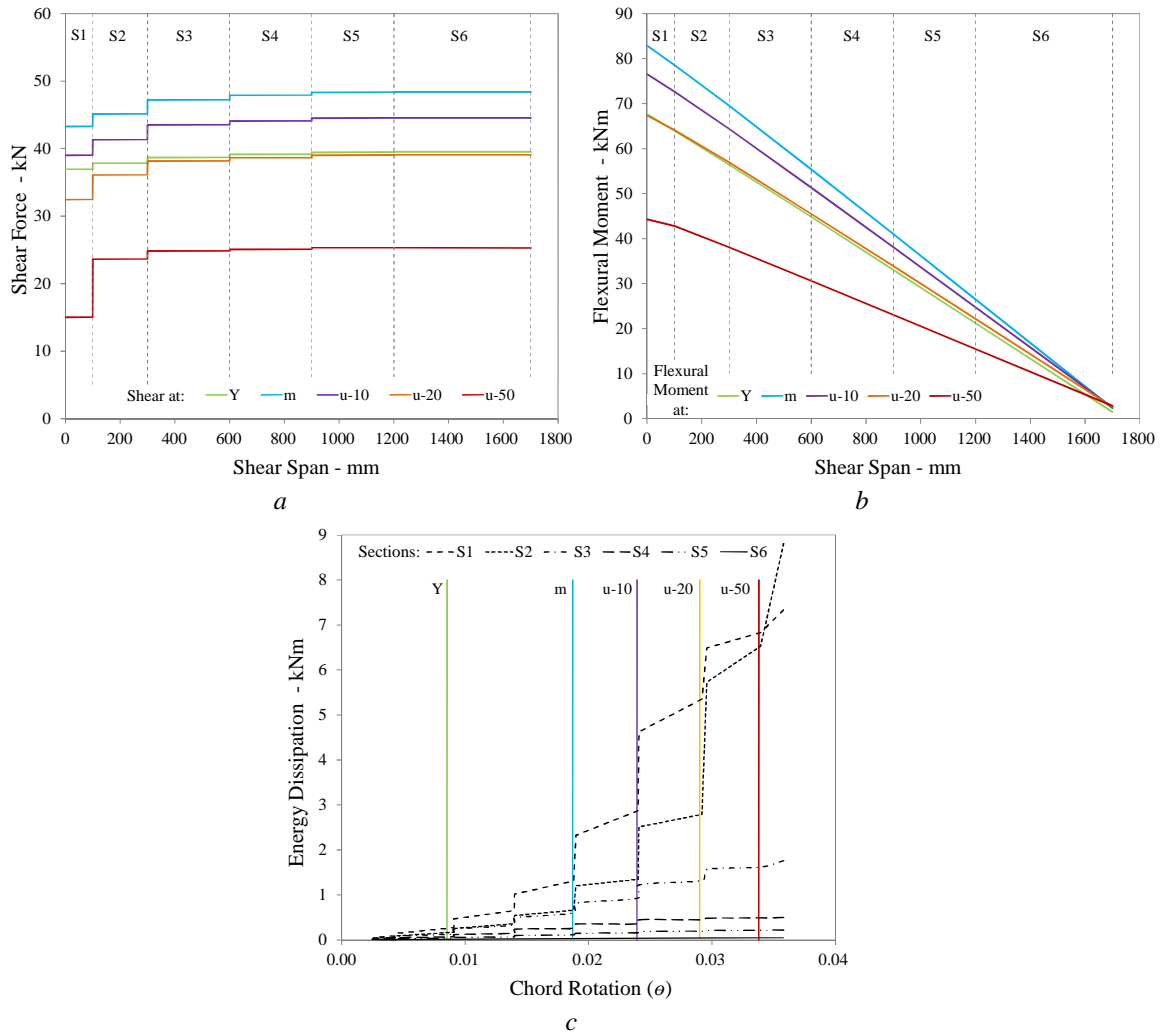 60
50
40
30
20
10
0
Shear Force - kN
S1 S2 S3 S4 S5 S6
Shear at: Y m u-10 u-20 u-50
0 200 400 600 800 1000 1200 1400 1600 1800
Shear Span - mm
a
90
80
70
60
50
40
30
20
10
0
Flexural Moment - kNm
S1 S2 S3 S4 S5 S6
Flexural
Moment
at:
Y m u-10 u-20 u-50
0 200 400 600 800 1000 1200 1400 1600 1800
Shear Span - mm
b
9
8
7
6
5
4
3
2
1
0
Energy Dissipation - kNm
Sections: S1 S2 S3 S4 S5 S6
Y m u-10 u-20 u-50
0.00 0.01 0.02 0.03 0.04
Chord Rotation (ɵ)
c